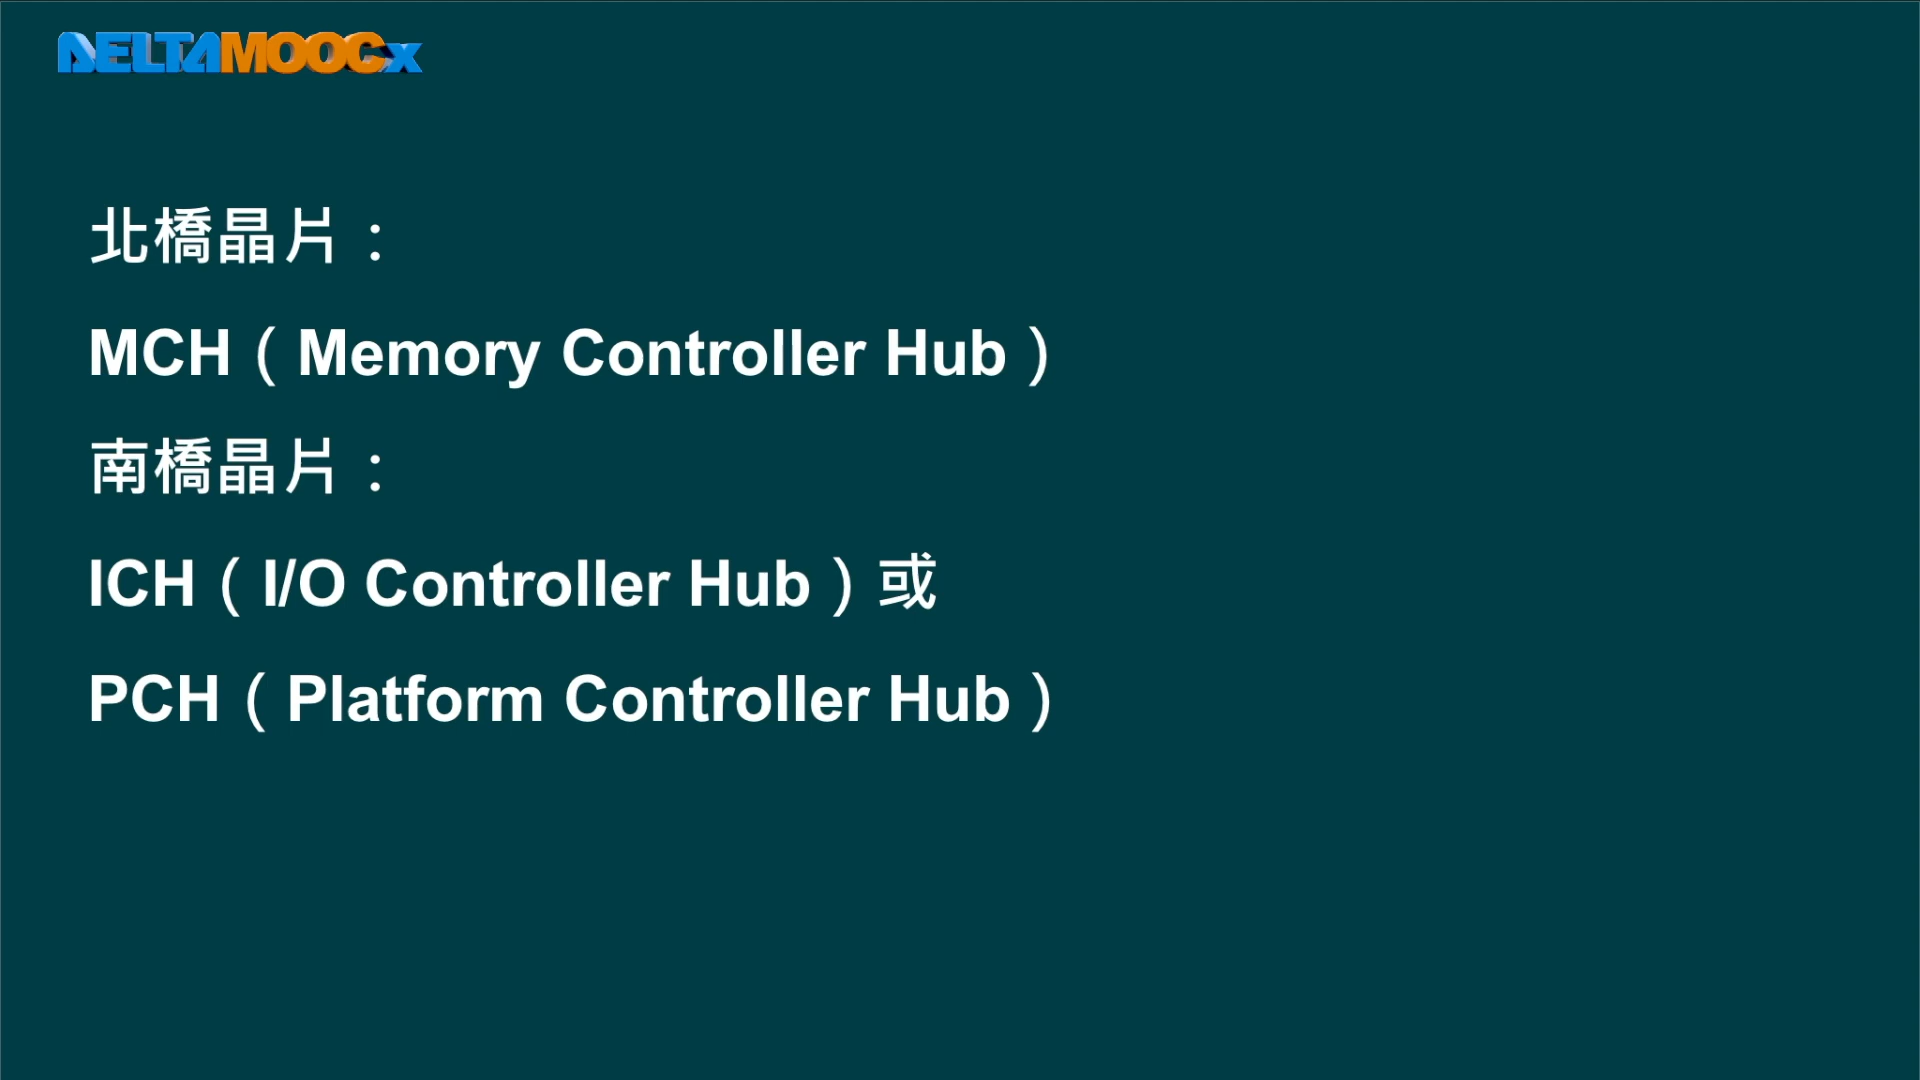 DELTAMOOCx
北橋晶片：
MCH（Memory Controller Hub）
南橋晶片：
ICH（I/O Controller Hub）或
PCH（Platform Controller Hub）